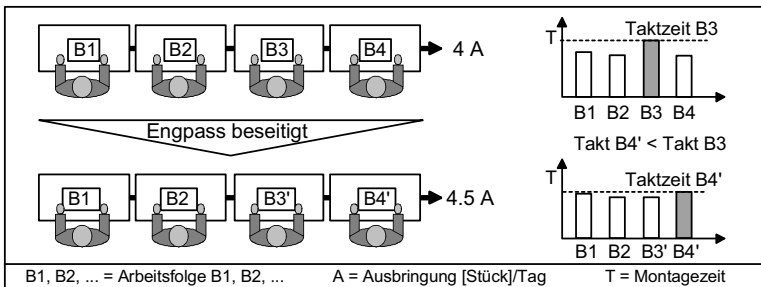 B1 B2 B3 B4 4 A
Engpass beseitigt
B1 B2 B3' B4' 4.5 A
Taktzeit B3
T
B1 B2 B3 B4
Takt B4' < Takt B3
Taktzeit B4'
T
B1 B2 B3' B4'
B1, B2, ... = Arbeitsfolge B1, B2, ... A = Ausbringung [Stück]/Tag T = Montagezeit